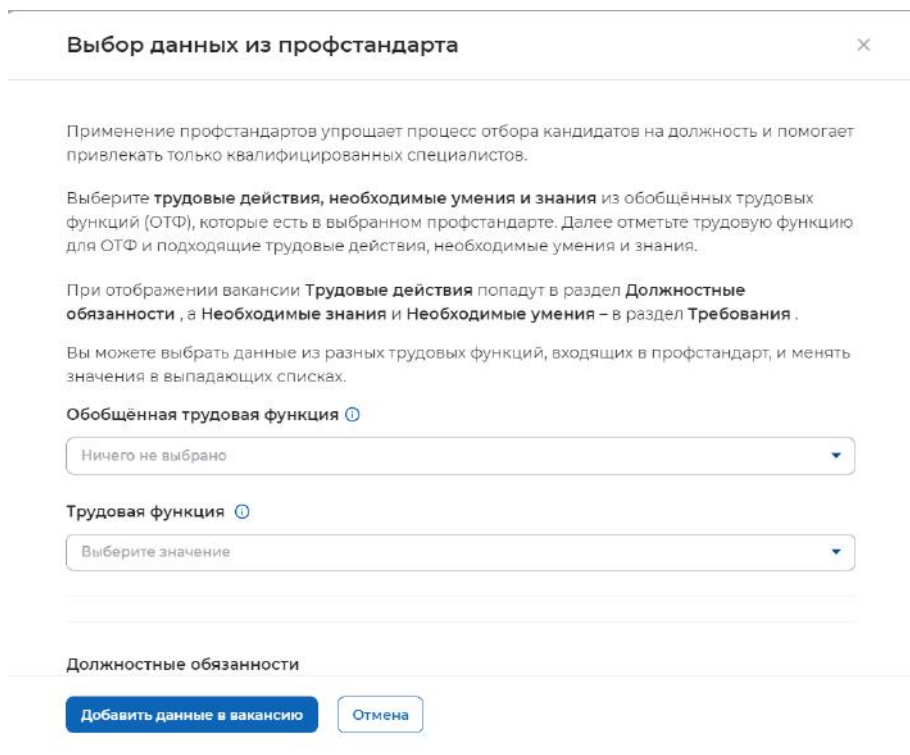 Выбор данных из профстандарта
Применение профстандартов упрощает процесс отбора кандидатов на должность и помогает
привлекать только квалифицированных специалистов.
Выберите трудовые действия, необходимые умения и знания из обобщённых трудовых
функций (ОТФ), которые есть в выбранном профстандарте. Далее отметьте трудовую функцию
для ОТФ и подходящие трудовые действия, необходимые умения и знания.
При отображении вакансии Трудовые действия попадут в раздел Должностные
обязанности , а Необходимые знания и Необходимые умения – в раздел Требования .
Вы можете выбрать данные из разных трудовых функций, входящих в профстандарт, и менять
значения в выпадающих списках.
Обобщённая трудовая функция
Ничего не выбрано
Трудовая функция
Выберите значение
Должностные обязанности
Добавить данные в вакансию Отмена